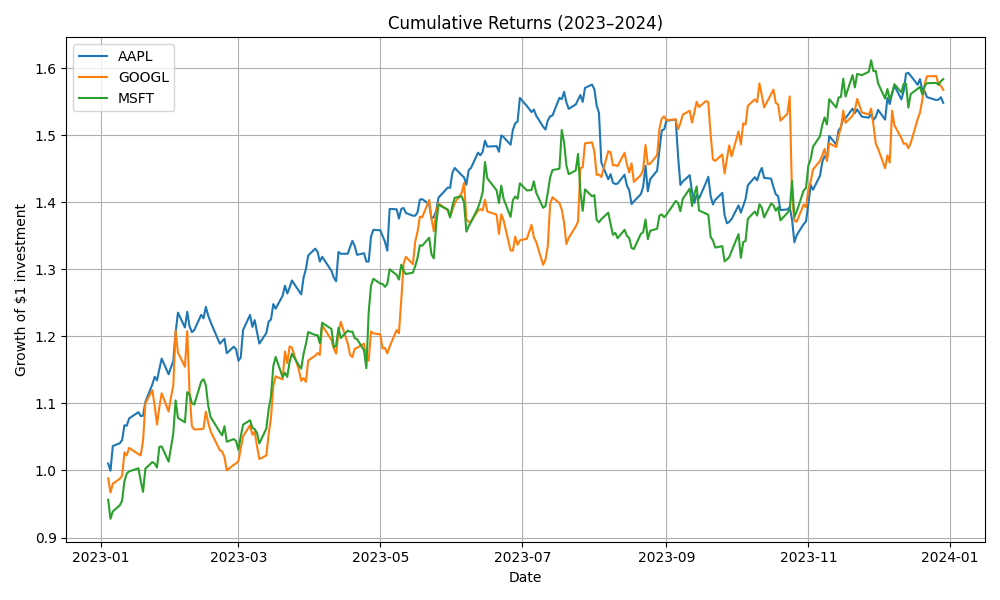 Cumulative Returns (2023–2024)
AAPL
GOOGL
MSFT
Growth of $1 investment
1.6
1.5
1.4
1.3
1.2
1.1
1.0
0.9
2023-01 2023-03 2023-05 2023-07 2023-09 2023-11 2024-01
Date